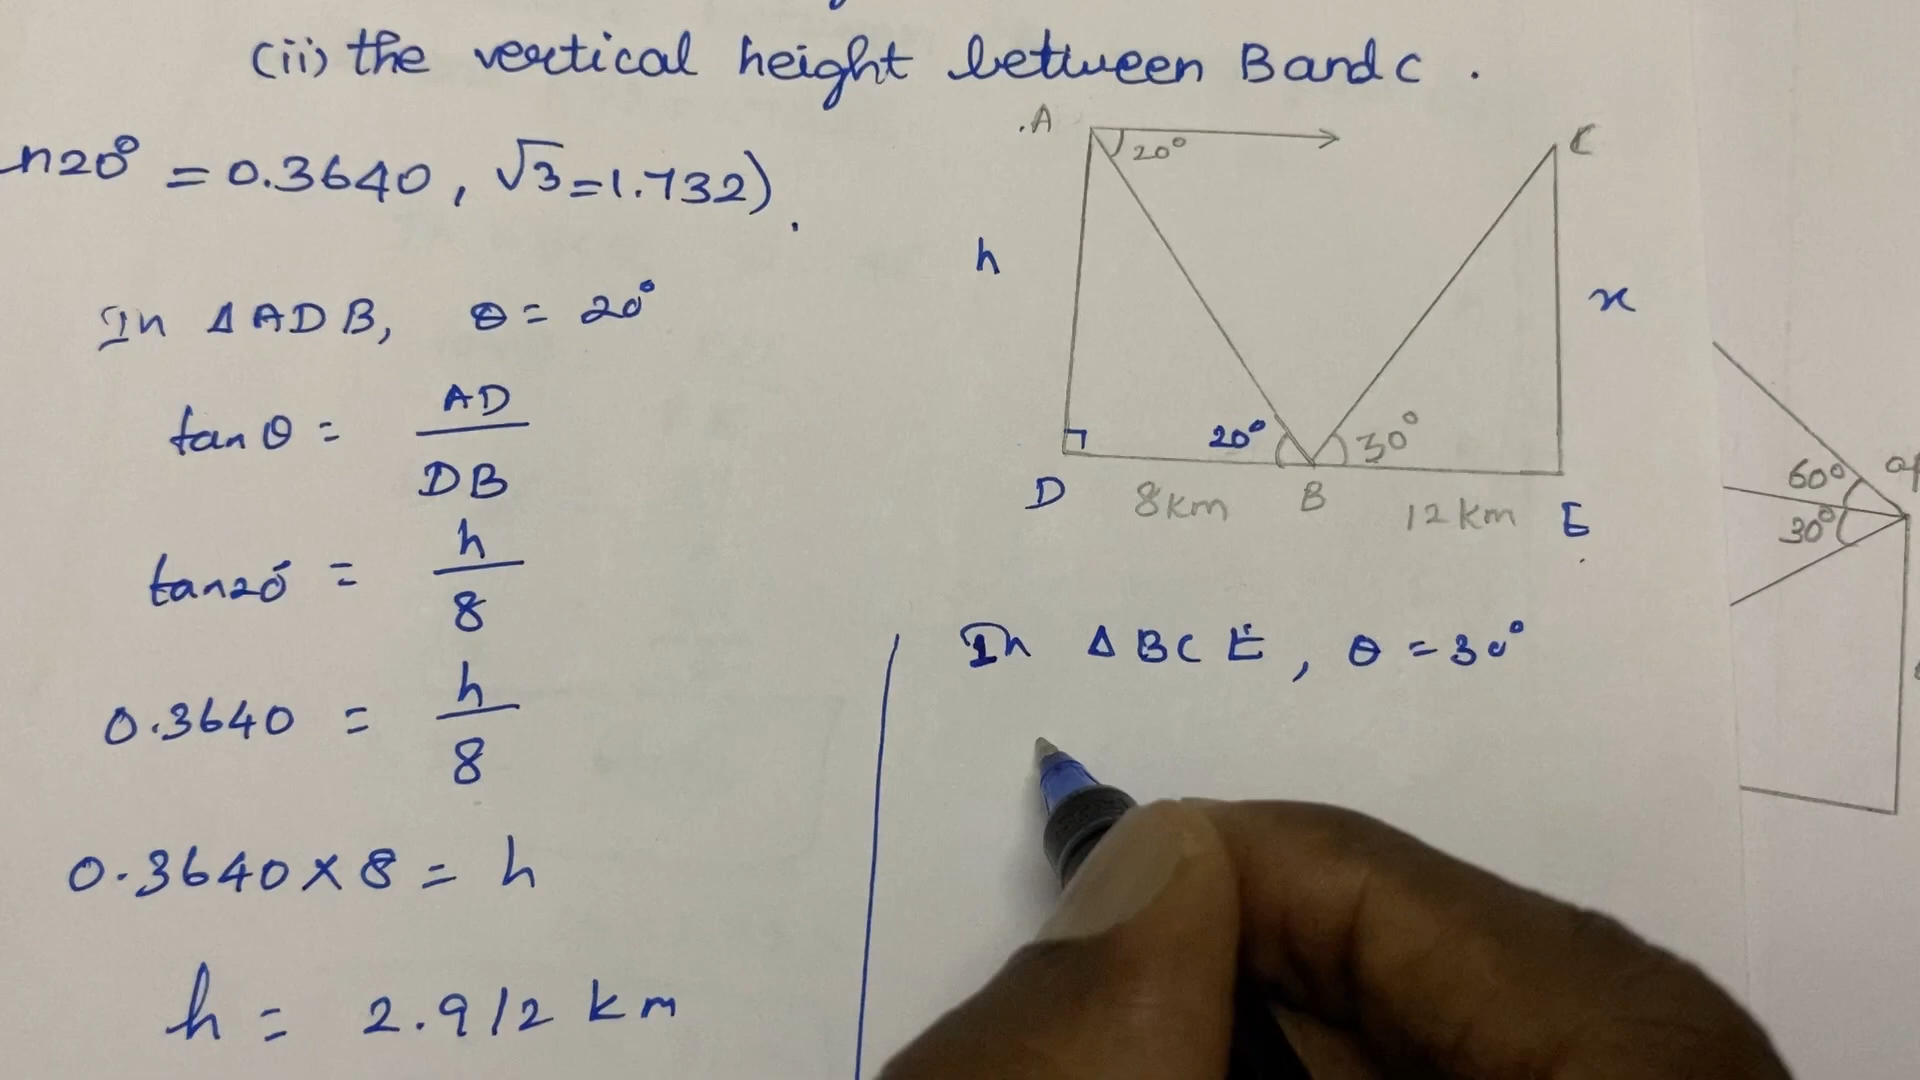 (ii) the vertical height between B and C .
n20° = 0.3640, √3=1.732).
In Δ ADB, θ = 20°
tan θ = AD
DB
tan20° = h
8
0.3640 = h
8
0.3640 × 8 = h
h = 2.912 km
.A
20°
C
h
x
20°
30°
D
8km
B
12 km
E
In Δ BCE, θ = 30°
60°
30°